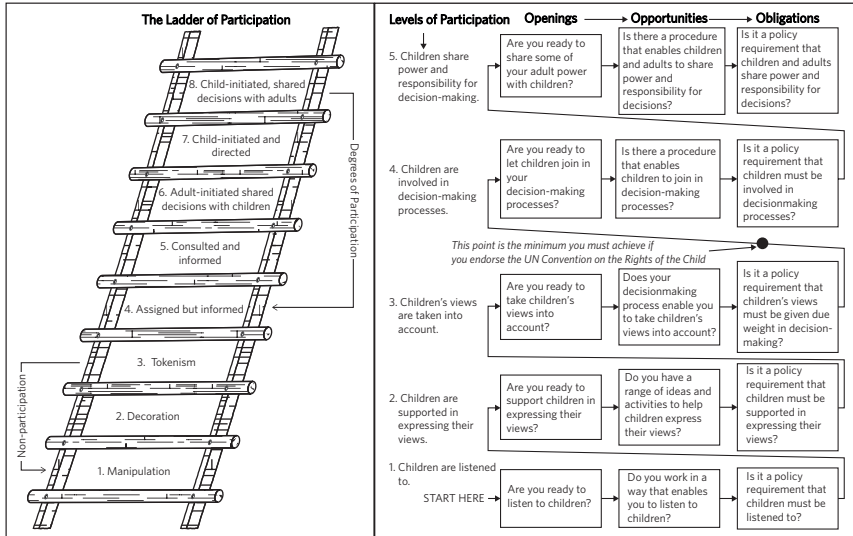 The Ladder of Participation
8. Child-initiated, shared
decisions with adults
7. Child-initiated and
directed
6. Adult-initiated shared
decisions with children
5. Consulted and
informed
4. Assigned but informed
3. Tokenism
2. Decoration
1. Manipulation
Degrees of Participation
Non-participation
Levels of Participation
Openings
Opportunities
Obligations
5. Children share
power and
responsibility for
decision-making.
Are you ready to
share some of
your adult power
with children?
Is there a procedure
that enables children
and adults to share
power and
responsibility for
decisions?
Is it a policy
requirement that
children and adults
share power and
responsibility for
decisions?
4. Children are
involved in
decision-making
processes.
Are you ready to
let children join in
your
decision-making
processes?
Is there a procedure
that enables
children to join in
decision-making
processes?
Is it a policy
requirement that
children must be
involved in
decisionmaking
processes?
This point is the minimum you must achieve if
you endorse the UN Convention on the Rights of the Child
3. Children's views
are taken into
account.
Are you ready to
take children's
views into
account?
Does your
decisionmaking
process enable you
to take children's
views into account?
Is it a policy
requirement that
children's views
must be given due
weight in decision-
making?
2. Children are
supported in
expressing their
views.
Are you ready to
support children in
expressing their
views?
Do you have a
range of ideas and
activities to help
children express
their views?
Is it a policy
requirement that
children must be
supported in
expressing their
views?
1. Children are listened
to.
START HERE
Are you ready to
listen to children?
Do you work in a
way that enables
you to listen to
children?
Is it a policy
requirement that
children must be
listened to?